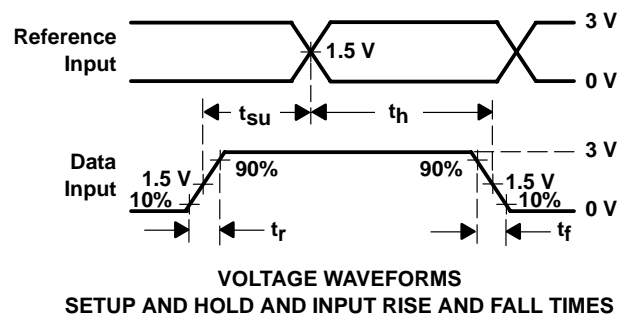 Reference
Input
3 V
1.5 V
0 V
tsu
th
Data
Input
3 V
90%
90%
1.5 V
1.5 V
10%
10%
0 V
tr
tf
VOLTAGE WAVEFORMS
SETUP AND HOLD AND INPUT RISE AND FALL TIMES